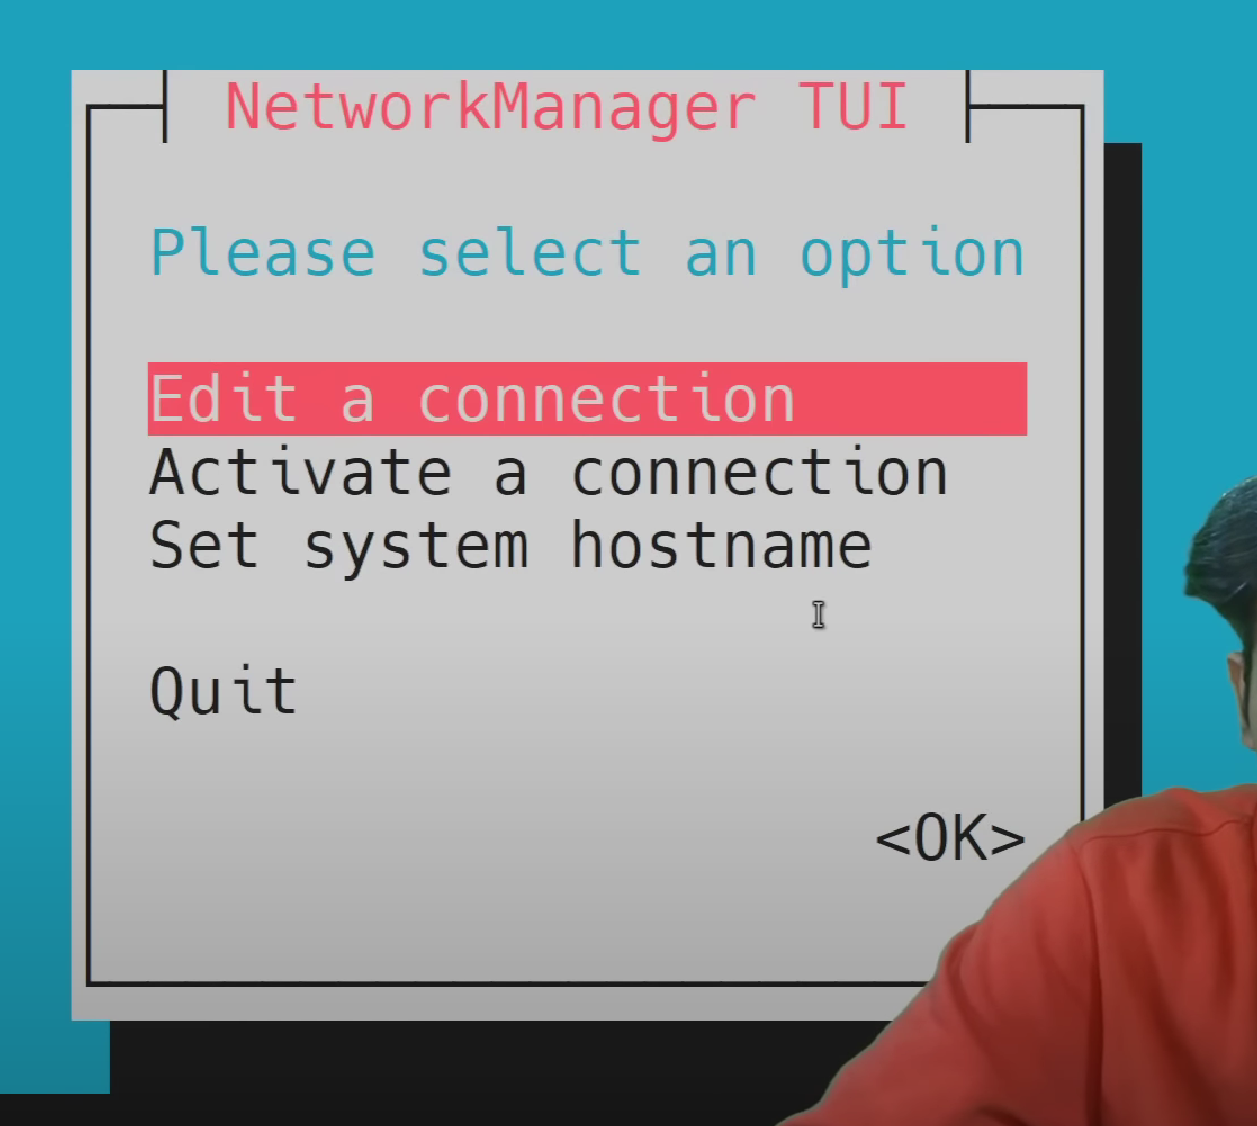 NetworkManager TUI
Please select an option
Edit a connection
Activate a connection
Set system hostname
Quit
<OK>